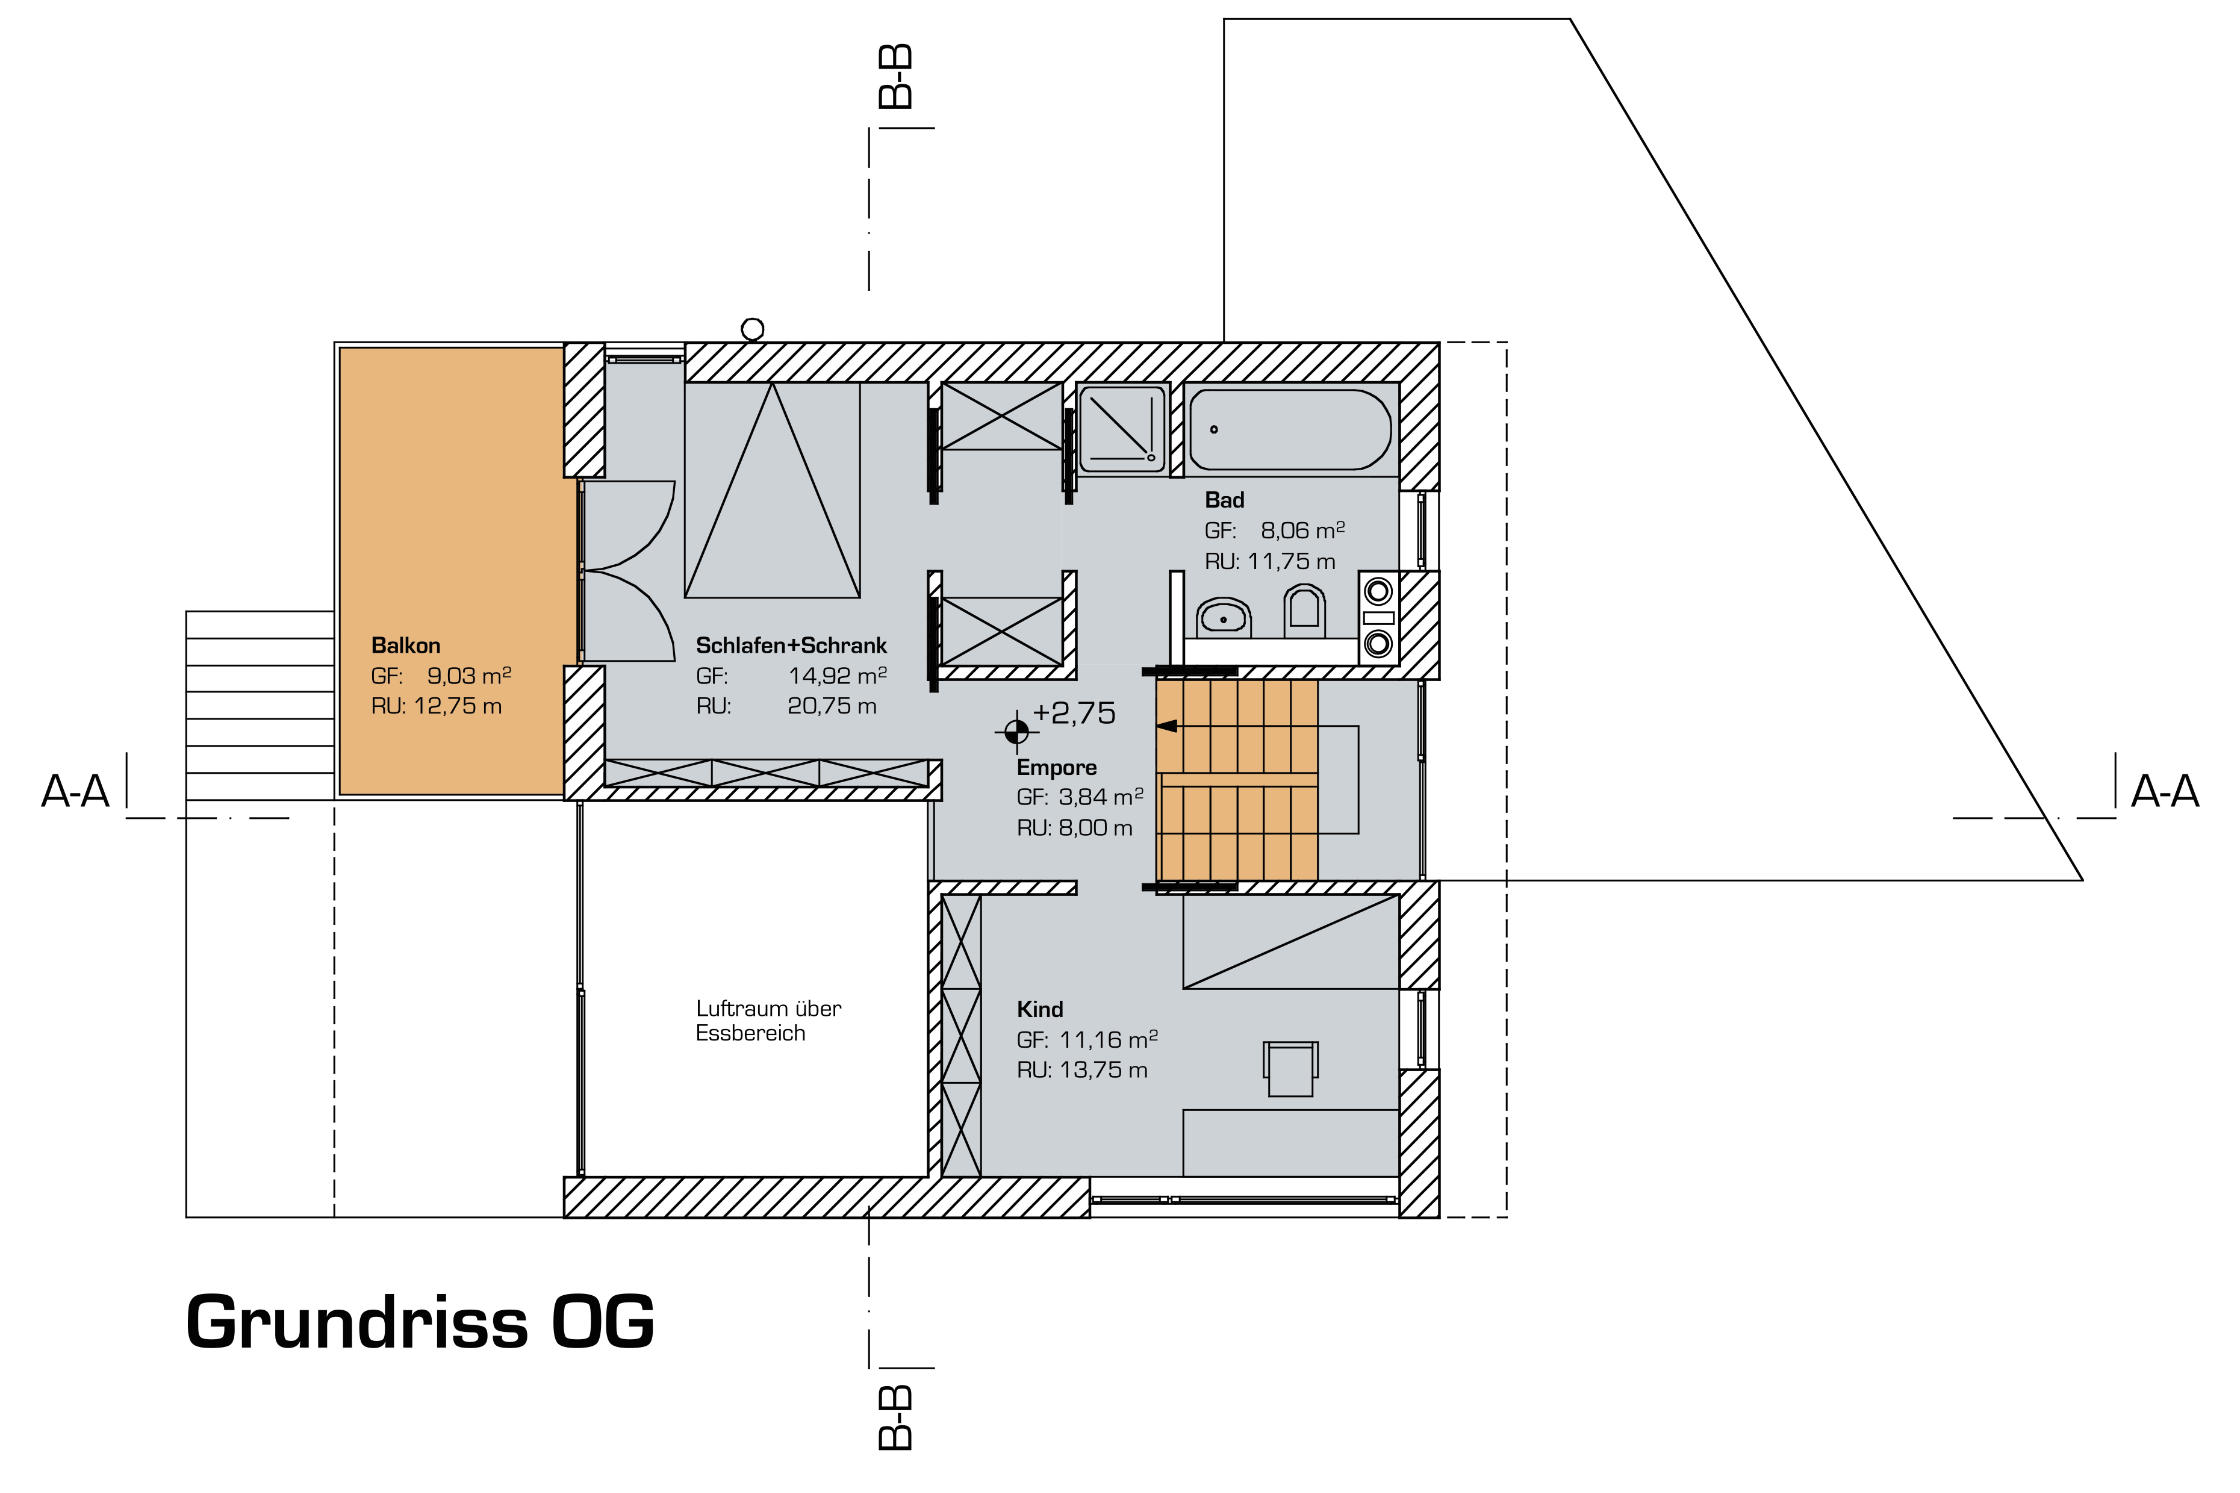 B-B
Bad
GF: 8,06 m²
RU: 11,75 m
Balkon
GF: 9,03 m²
RU: 12,75 m
Schlafen+Schrank
GF: 14,92 m²
RU: 20,75 m
+2,75
Empore
GF: 3,84 m²
RU: 8,00 m
A-A
A-A
Luftraum über
Essbereich
Kind
GF: 11,16 m²
RU: 13,75 m
Grundriss OG
B-B